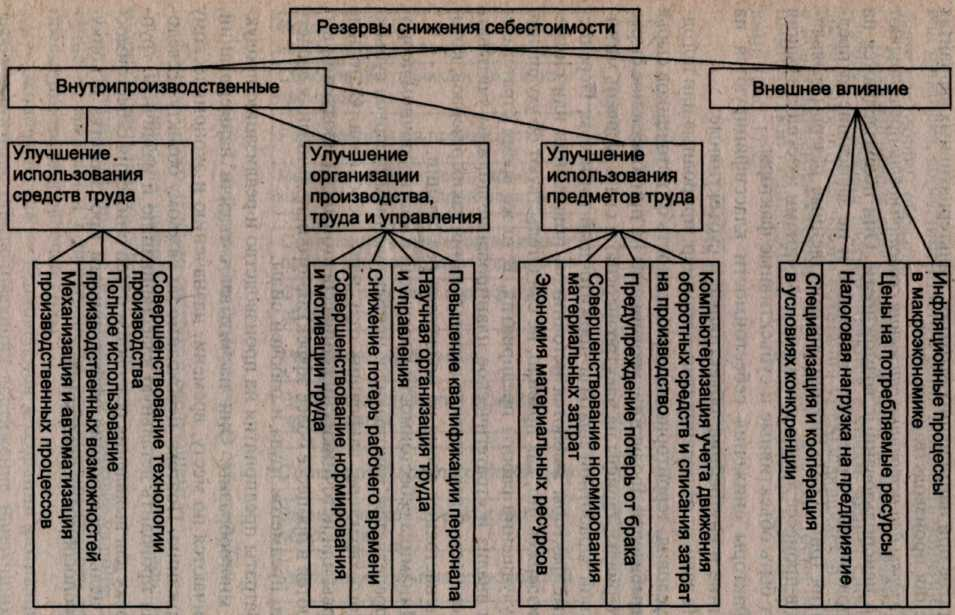 Резервы снижения себестоимости
Внутрипроизводственные
Внешнее влияние
Улучшение
использования
средств труда
Улучшение
организации
производства,
труда и управления
Улучшение
использования
предметов труда
Совершенствование технологии
производства
Полное использование
производственных возможностей
Механизация и автоматизация
производственных процессов
Повышение квалификации персонала
Научная организация труда
и управления
Снижение потерь рабочего времени
Совершенствование нормирования
и мотивации труда
Компьютеризация учета движения
оборотных средств и списания затрат
на производство
Предупреждение потерь от брака
Совершенствование нормирования
материальных затрат
Экономия материальных ресурсов
Инфляционные процессы
в макроэкономике
Цены на потребляемые ресурсы
Налоговая нагрузка на предприятие
Специализация и кооперация
в условиях конкуренции